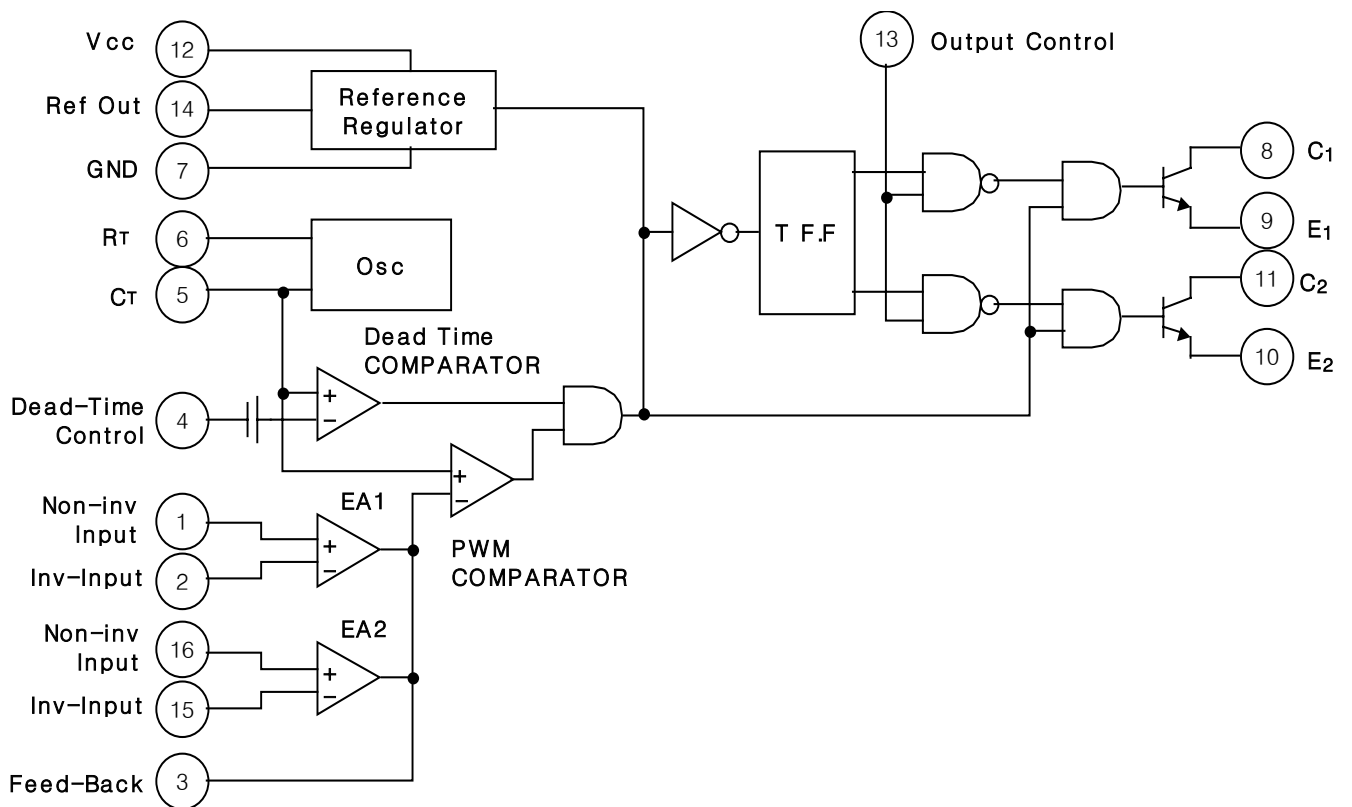 Vcc
12
Ref Out
14
GND
7
Reference
Regulator
RT
6
CT
5
Osc
Dead Time
COMPARATOR
+
−
Dead-Time
Control
4
+
−
PWM
COMPARATOR
Non-inv
Input
1
Inv-Input
2
EA1
+
−
Non-inv
Input
16
Inv-Input
15
EA2
+
−
Feed-Back
3
13
Output Control
T F.F
8
C1
9
E1
11
C2
10
E2